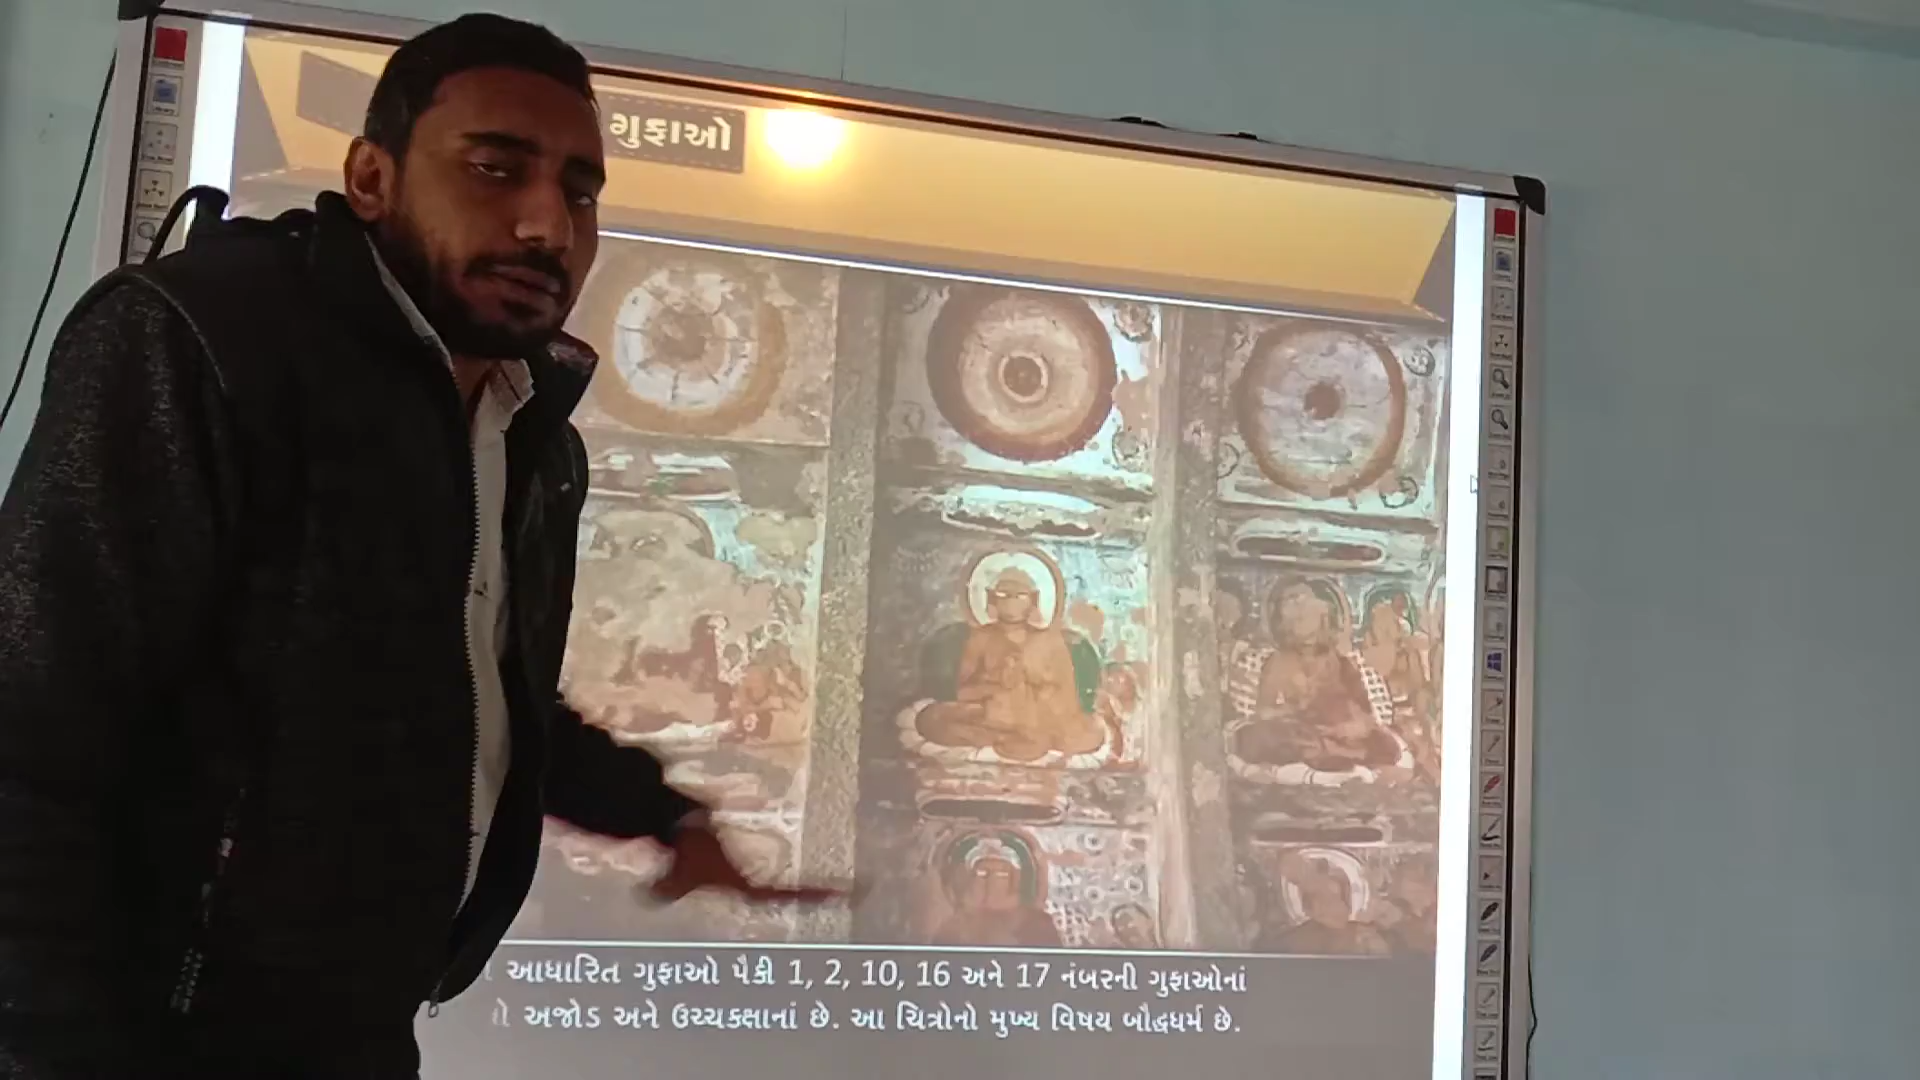 ગુફાઓ
આધારિત ગુફાઓ પૈકી 1, 2, 10, 16 અને 17 નંબરની ગુફાઓનાં
અજોડ અને ઉચ્ચકક્ષાનાં છે. આ ચિત્રોનો મુખ્ય વિષય બૌદ્ધધર્મ છે.